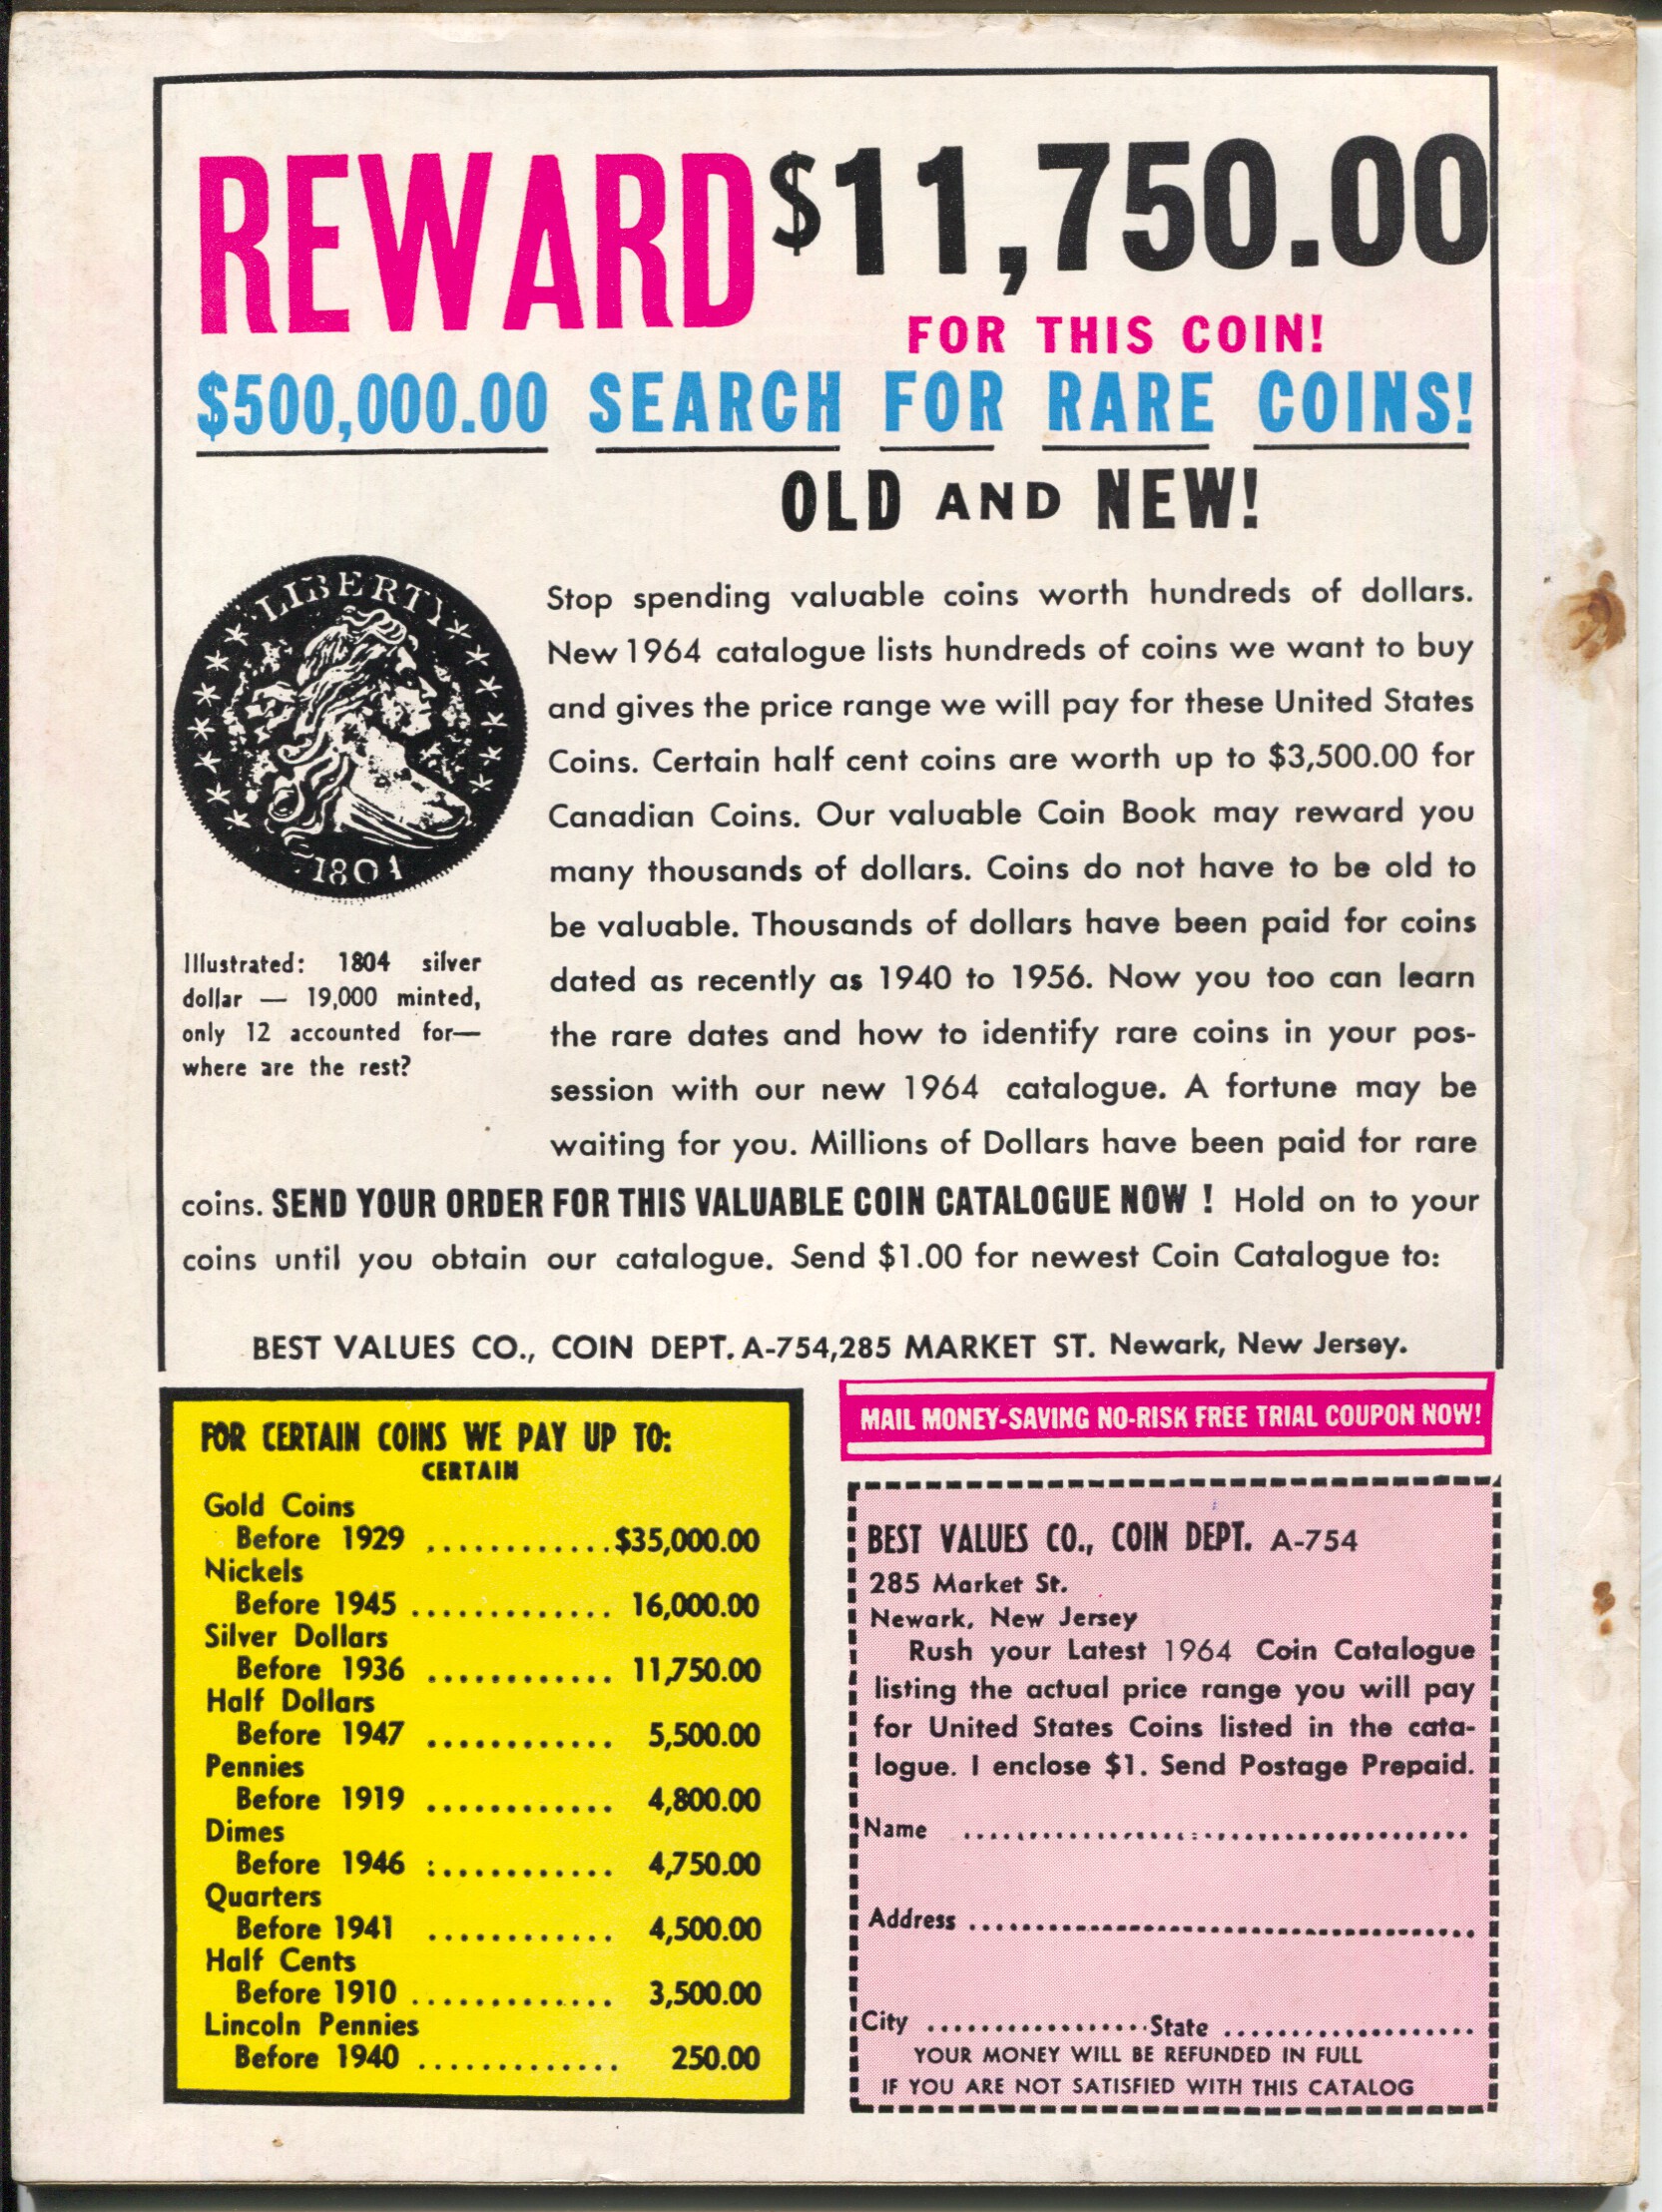 REWARD $11,750.00
FOR THIS COIN!
$500,000.00 SEARCH FOR RARE COINS!
OLD AND NEW!
LIBERTY
1804
Illustrated: 1804 silver
dollar — 19,000 minted,
only 12 accounted for—
where are the rest?
Stop spending valuable coins worth hundreds of dollars.
New 1964 catalogue lists hundreds of coins we want to buy
and gives the price range we will pay for these United States
Coins. Certain half cent coins are worth up to $3,500.00 for
Canadian Coins. Our valuable Coin Book may reward you
many thousands of dollars. Coins do not have to be old to
be valuable. Thousands of dollars have been paid for coins
dated as recently as 1940 to 1956. Now you too can learn
the rare dates and how to identify rare coins in your pos-
session with our new 1964 catalogue. A fortune may be
waiting for you. Millions of Dollars have been paid for rare
coins. SEND YOUR ORDER FOR THIS VALUABLE COIN CATALOGUE NOW ! Hold on to your
coins until you obtain our catalogue. Send $1.00 for newest Coin Catalogue to:
BEST VALUES CO., COIN DEPT. A-754,285 MARKET ST. Newark, New Jersey.
FOR CERTAIN COINS WE PAY UP TO:
CERTAIN
Gold Coins
Before 1929 ............$35,000.00
Nickels
Before 1945 ............. 16,000.00
Silver Dollars
Before 1936 ............ 11,750.00
Half Dollars
Before 1947 ............ 5,500.00
Pennies
Before 1919 ............ 4,800.00
Dimes
Before 1946 :............ 4,750.00
Quarters
Before 1941 ............ 4,500.00
Half Cents
Before 1910 ............. 3,500.00
Lincoln Pennies
Before 1940 ............. 250.00
MAIL MONEY-SAVING NO-RISK FREE TRIAL COUPON NOW!
BEST VALUES CO., COIN DEPT. A-754
285 Market St.
Newark, New Jersey
Rush your Latest 1964 Coin Catalogue
listing the actual price range you will pay
for United States Coins listed in the cata-
logue. I enclose $1. Send Postage Prepaid.
Name ....................................
Address ....................................
City .................State ...................
YOUR MONEY WILL BE REFUNDED IN FULL
IF YOU ARE NOT SATISFIED WITH THIS CATALOG